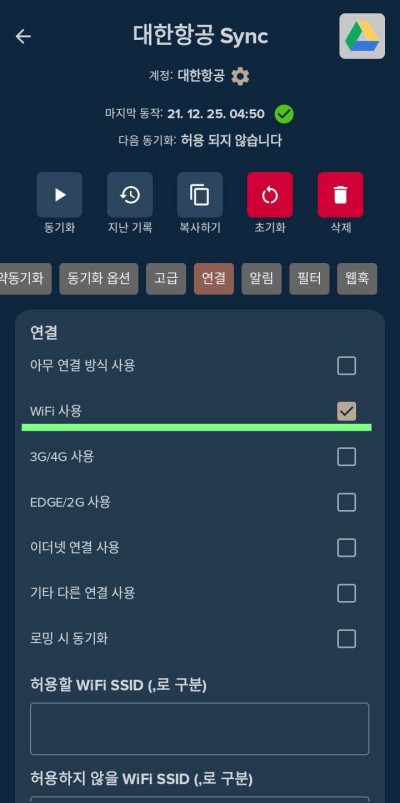 대한항공 Sync
계정: 대한항공
마지막 동작: 21. 12. 25. 04:50
다음 동기화: 허용 되지 않습니다
동기화 지난 기록 복사하기 초기화 삭제
약동기화 동기화 옵션 고급 연결 알림 필터 웹훅
연결
아무 연결 방식 사용
WiFi 사용
3G/4G 사용
EDGE/2G 사용
이더넷 연결 사용
기타 다른 연결 사용
로밍 시 동기화
허용할 WiFi SSID (,로 구분)
허용하지 않을 WiFi SSID (,로 구분)